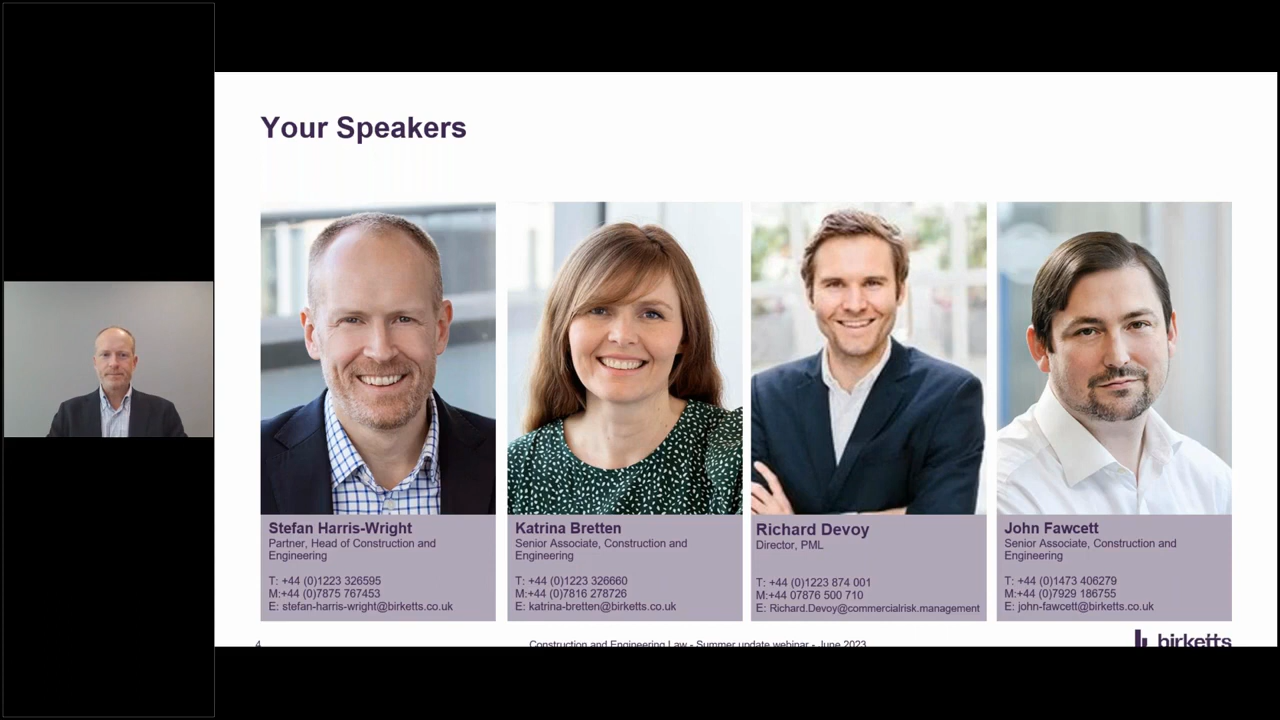 Your Speakers
Stefan Harris-Wright
Partner, Head of Construction and
Engineering
T: +44 (0)1223 326595
M:+44 (0)7875 767453
E: stefan-harris-wright@birketts.co.uk
Katrina Bretten
Senior Associate, Construction and
Engineering
T: +44 (0)1223 326660
M:+44 (0)7816 278726
E: katrina-bretten@birketts.co.uk
Richard Devoy
Director, PML
T: +44 (0)1223 874 001
M:+44 07876 500 710
E: Richard.Devoy@commercialrisk.management
John Fawcett
Senior Associate, Construction and
Engineering
T: +44 (0)1473 406279
M:+44 (0)7929 186755
E: john-fawcett@birketts.co.uk
4
Construction and Engineering Law - Summer update webinar - June 2023
birketts